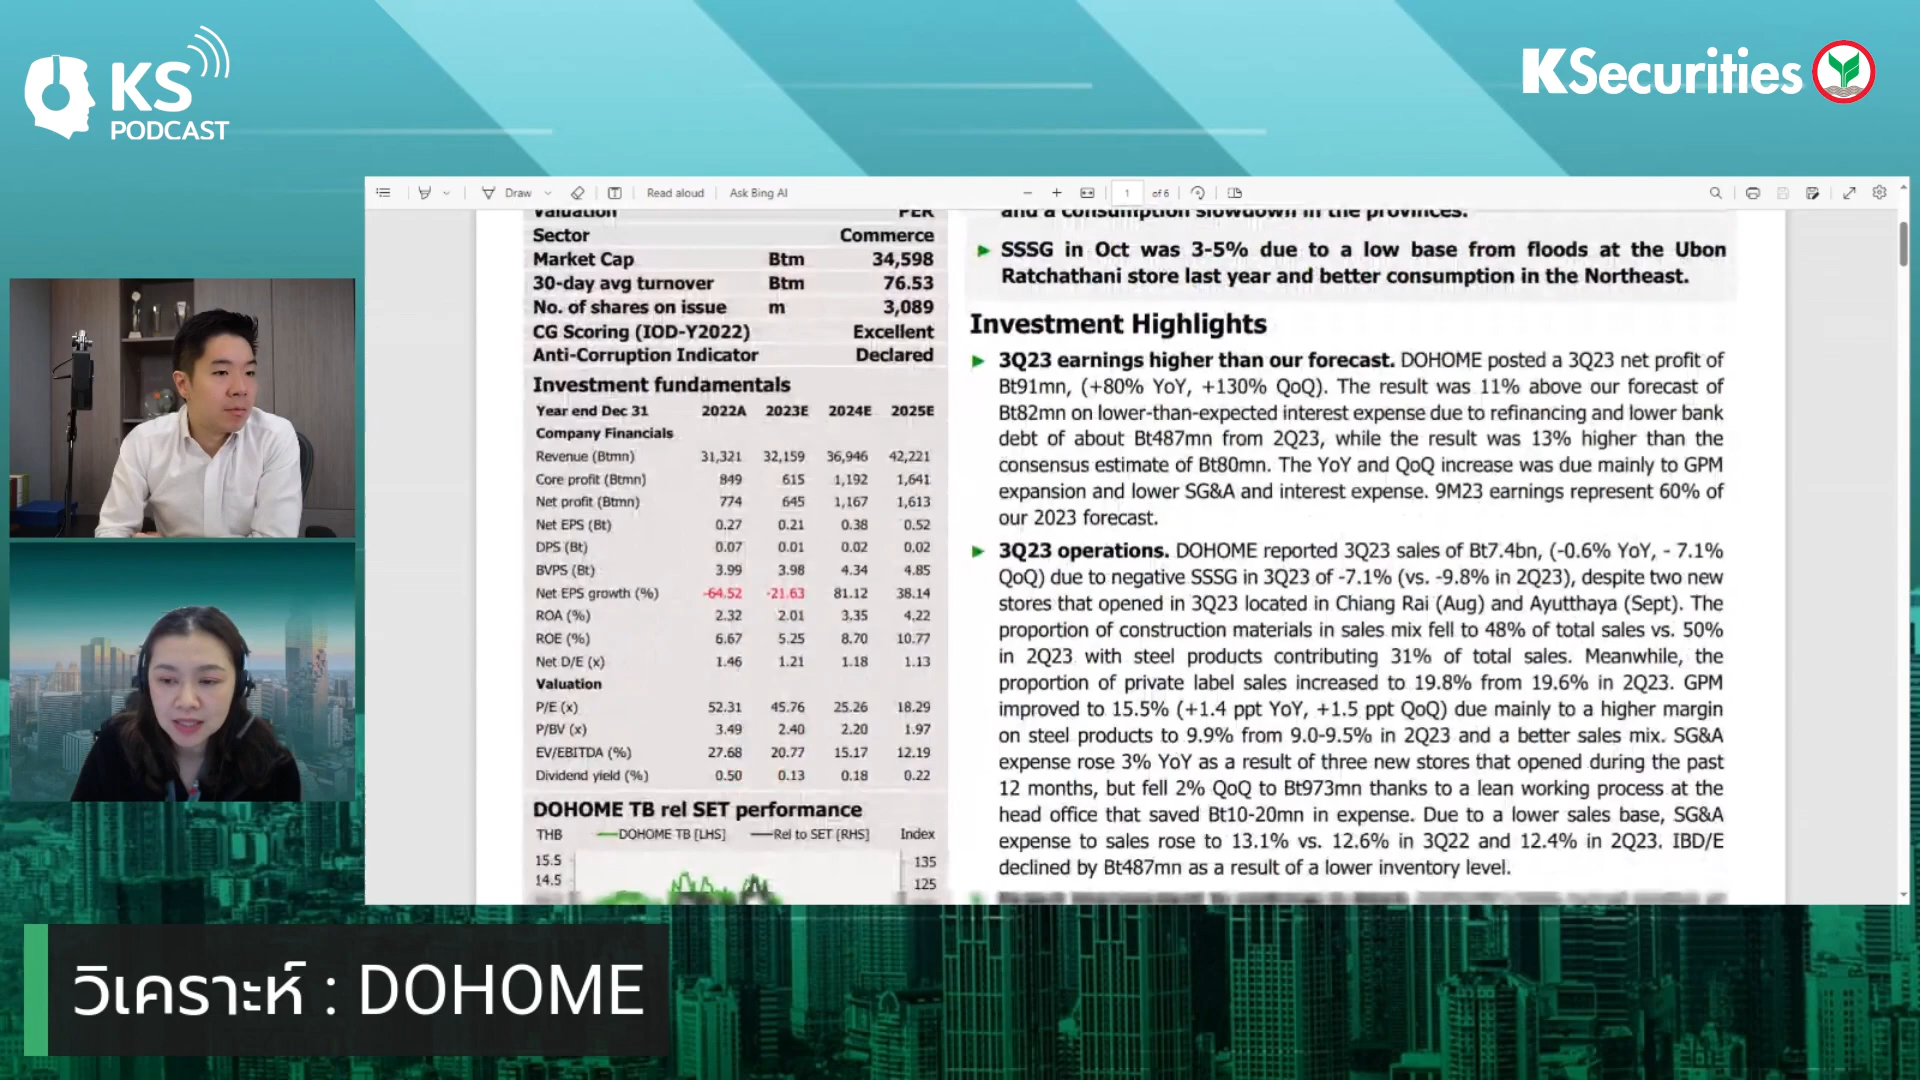 KS
PODCAST
KSecurities
Draw
Read aloud
Ask Bing AI
1
of 6
Valuation PER
Sector Commerce
Market Cap Btm 34,598
30-day avg turnover Btm 76.53
No. of shares on issue m 3,089
CG Scoring (IOD-Y2022) Excellent
Anti-Corruption Indicator Declared
Investment fundamentals
Year end Dec 31 2022A 2023E 2024E 2025E
Company Financials
Revenue (Btmn) 31,321 32,159 36,946 42,221
Core profit (Btmn) 849 615 1,192 1,641
Net profit (Btmn) 774 645 1,167 1,613
Net EPS (Bt) 0.27 0.21 0.38 0.52
DPS (Bt) 0.07 0.01 0.02 0.02
BVPS (Bt) 3.99 3.98 4.34 4.85
Net EPS growth (%) -64.52 -21.63 81.12 38.14
ROA (%) 2.32 2.01 3.35 4.22
ROE (%) 6.67 5.25 8.70 10.77
Net D/E (x) 1.46 1.21 1.18 1.13
Valuation
P/E (x) 52.31 45.76 25.26 18.29
P/BV (x) 3.49 2.40 2.20 1.97
EV/EBITDA (%) 27.68 20.77 15.17 12.19
Dividend yield (%) 0.50 0.13 0.18 0.22
DOHOME TB rel SET performance
THB DOHOME TB [LHS] Rel to SET [RHS] Index
15.5 135
14.5 125
and a consumption slowdown in the provinces.
SSSG in Oct was 3-5% due to a low base from floods at the Ubon
Ratchathani store last year and better consumption in the Northeast.
Investment Highlights
3Q23 earnings higher than our forecast. DOHOME posted a 3Q23 net profit of
Bt91mn, (+80% YoY, +130% QoQ). The result was 11% above our forecast of
Bt82mn on lower-than-expected interest expense due to refinancing and lower bank
debt of about Bt487mn from 2Q23, while the result was 13% higher than the
consensus estimate of Bt80mn. The YoY and QoQ increase was due mainly to GPM
expansion and lower SG&A and interest expense. 9M23 earnings represent 60% of
our 2023 forecast.
3Q23 operations. DOHOME reported 3Q23 sales of Bt7.4bn, (-0.6% YoY, - 7.1%
QoQ) due to negative SSSG in 3Q23 of -7.1% (vs. -9.8% in 2Q23), despite two new
stores that opened in 3Q23 located in Chiang Rai (Aug) and Ayutthaya (Sept). The
proportion of construction materials in sales mix fell to 48% of total sales vs. 50%
in 2Q23 with steel products contributing 31% of total sales. Meanwhile, the
proportion of private label sales increased to 19.8% from 19.6% in 2Q23. GPM
improved to 15.5% (+1.4 ppt YoY, +1.5 ppt QoQ) due mainly to a higher margin
on steel products to 9.9% from 9.0-9.5% in 2Q23 and a better sales mix. SG&A
expense rose 3% YoY as a result of three new stores that opened during the past
12 months, but fell 2% QoQ to Bt973mn thanks to a lean working process at the
head office that saved Bt10-20mn in expense. Due to a lower sales base, SG&A
expense to sales rose to 13.1% vs. 12.6% in 3Q22 and 12.4% in 2Q23. IBD/E
declined by Bt487mn as a result of a lower inventory level.
วิเคราะห์ : DOHOME